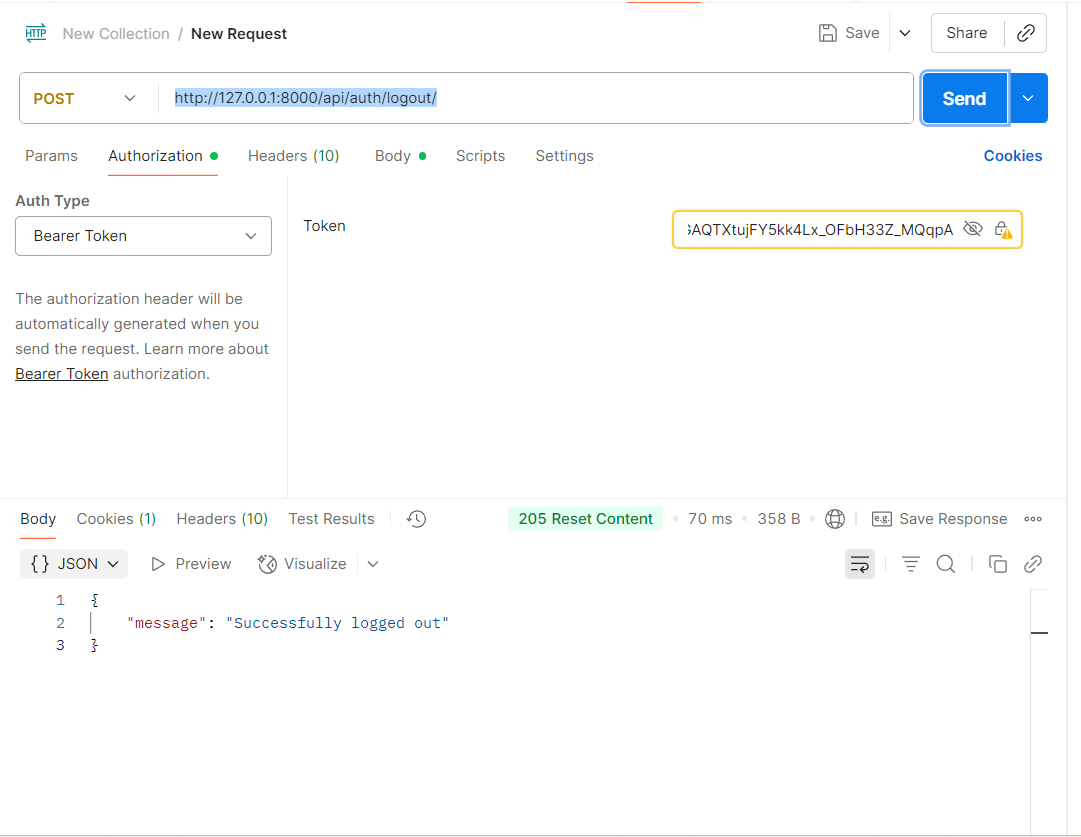 HTTP New Collection / New Request Save Share
POST http://127.0.0.1:8000/api/auth/logout/ Send
Params Authorization Headers (10) Body Scripts Settings Cookies
Auth Type
Bearer Token
Token
GAQTXtujFY5kk4Lx_OFbH33Z_MQqpA
The authorization header will be
automatically generated when you
send the request. Learn more about
Bearer Token authorization.
Body Cookies (1) Headers (10) Test Results 205 Reset Content 70 ms 358 B e.g. Save Response
{} JSON Preview Visualize
1 {
2 "message": "Successfully logged out"
3 }